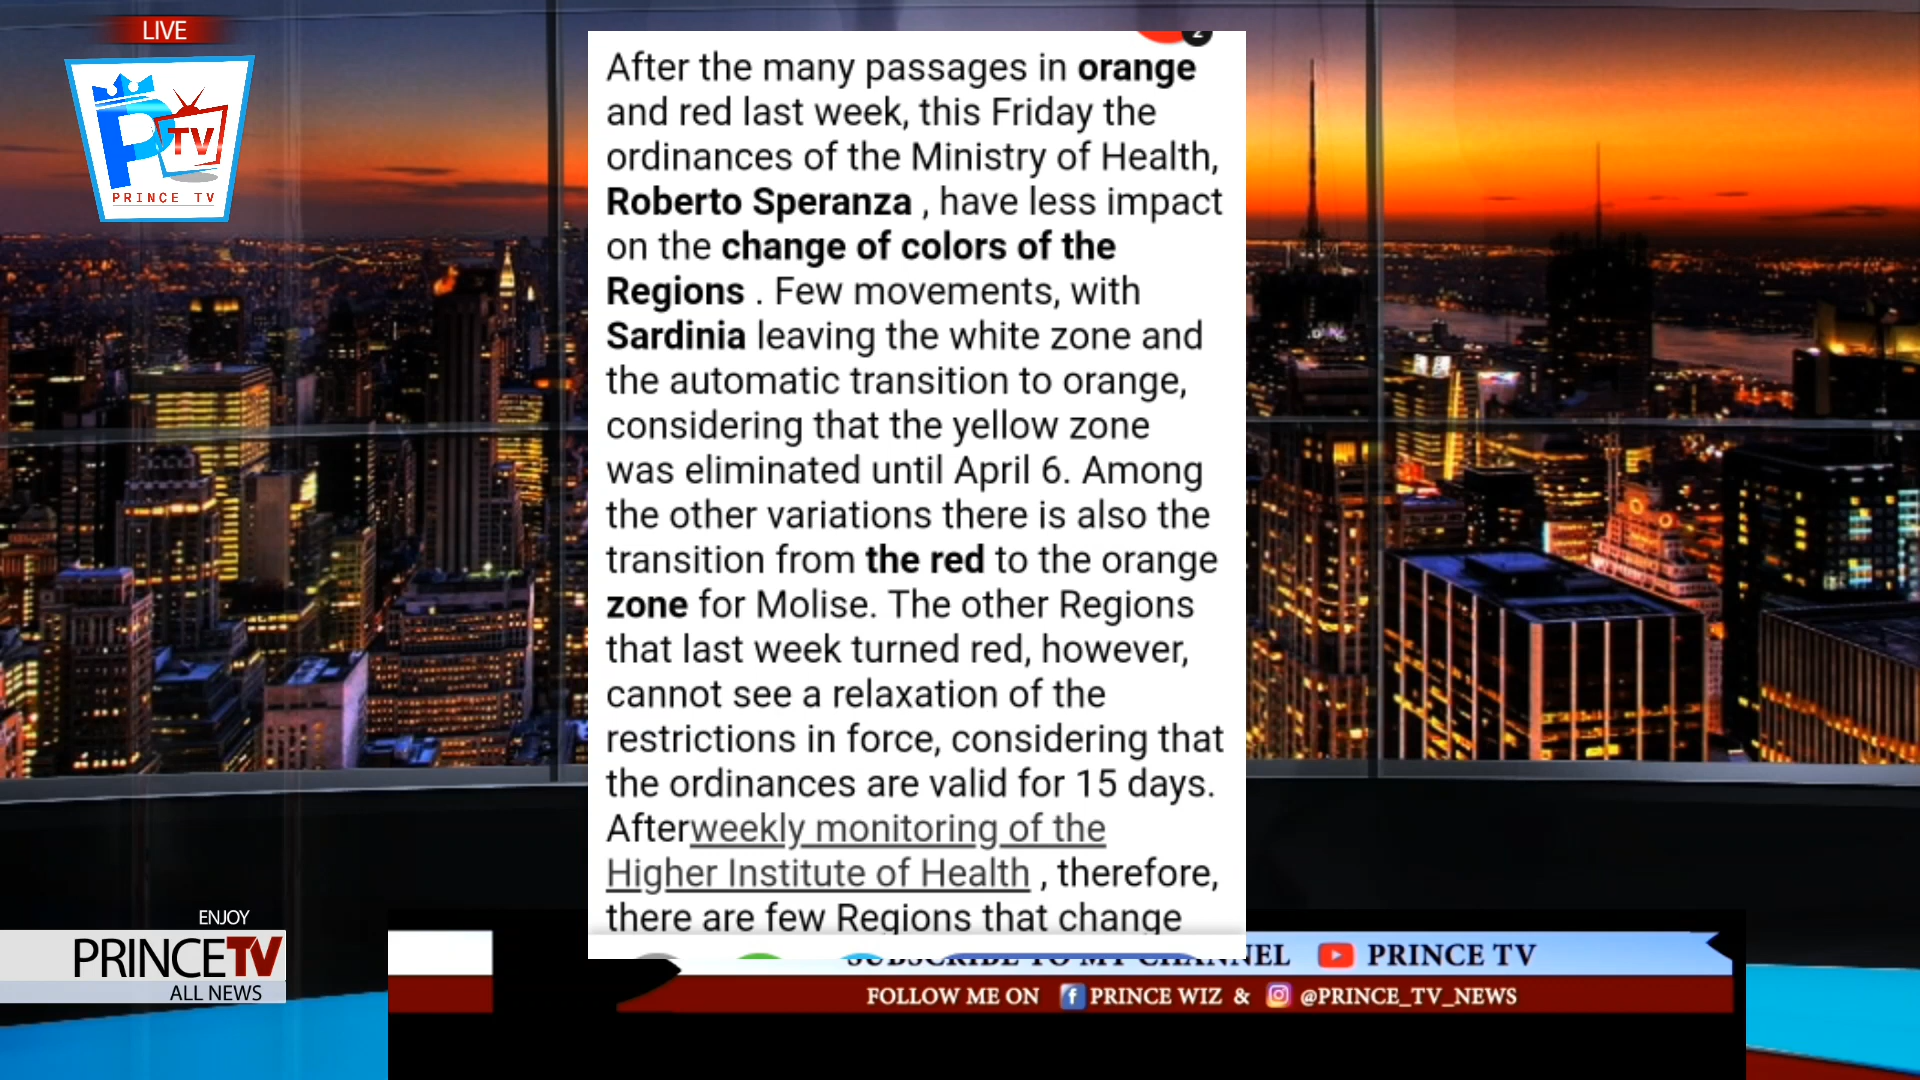 LIVE
P
TV
PRINCE TV
2
After the many passages in orange
and red last week, this Friday the
ordinances of the Ministry of Health,
Roberto Speranza , have less impact
on the change of colors of the
Regions . Few movements, with
Sardinia leaving the white zone and
the automatic transition to orange,
considering that the yellow zone
was eliminated until April 6. Among
the other variations there is also the
transition from the red to the orange
zone for Molise. The other Regions
that last week turned red, however,
cannot see a relaxation of the
restrictions in force, considering that
the ordinances are valid for 15 days.
Afterweekly monitoring of the
Higher Institute of Health , therefore,
there are few Regions that change
ENJOY
PRINCETV
ALL NEWS
SUBSCRIBE TO MY CHANNEL PRINCE TV
FOLLOW ME ON f PRINCE WIZ & @PRINCE_TV_NEWS